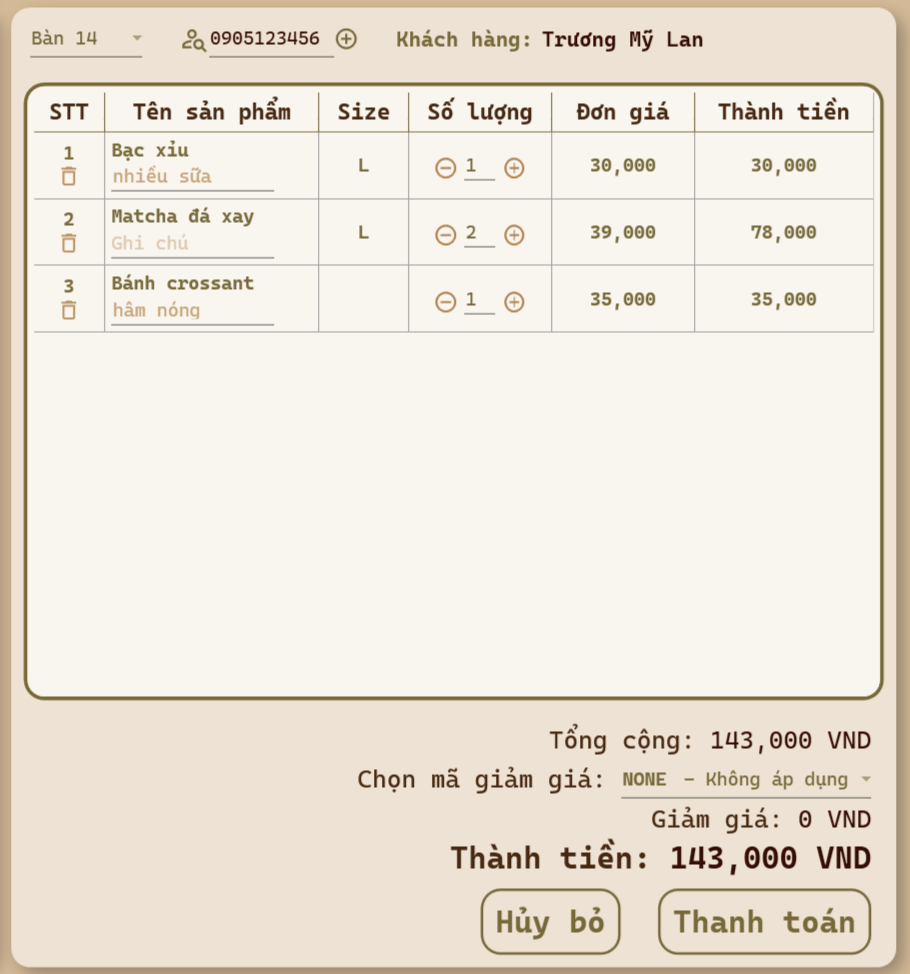 Bàn 14 0905123456 Khách hàng: Trương Mỹ Lan
STT Tên sản phẩm Size Số lượng Đơn giá Thành tiền
1 Bạc xỉu L 1 30,000 30,000
nhiều sữa
2 Matcha đá xay L 2 39,000 78,000
Ghi chú
3 Bánh crossant 1 35,000 35,000
hâm nóng
Tổng cộng: 143,000 VND
Chọn mã giảm giá: NONE - Không áp dụng
Giảm giá: 0 VND
Thành tiền: 143,000 VND
Hủy bỏ Thanh toán